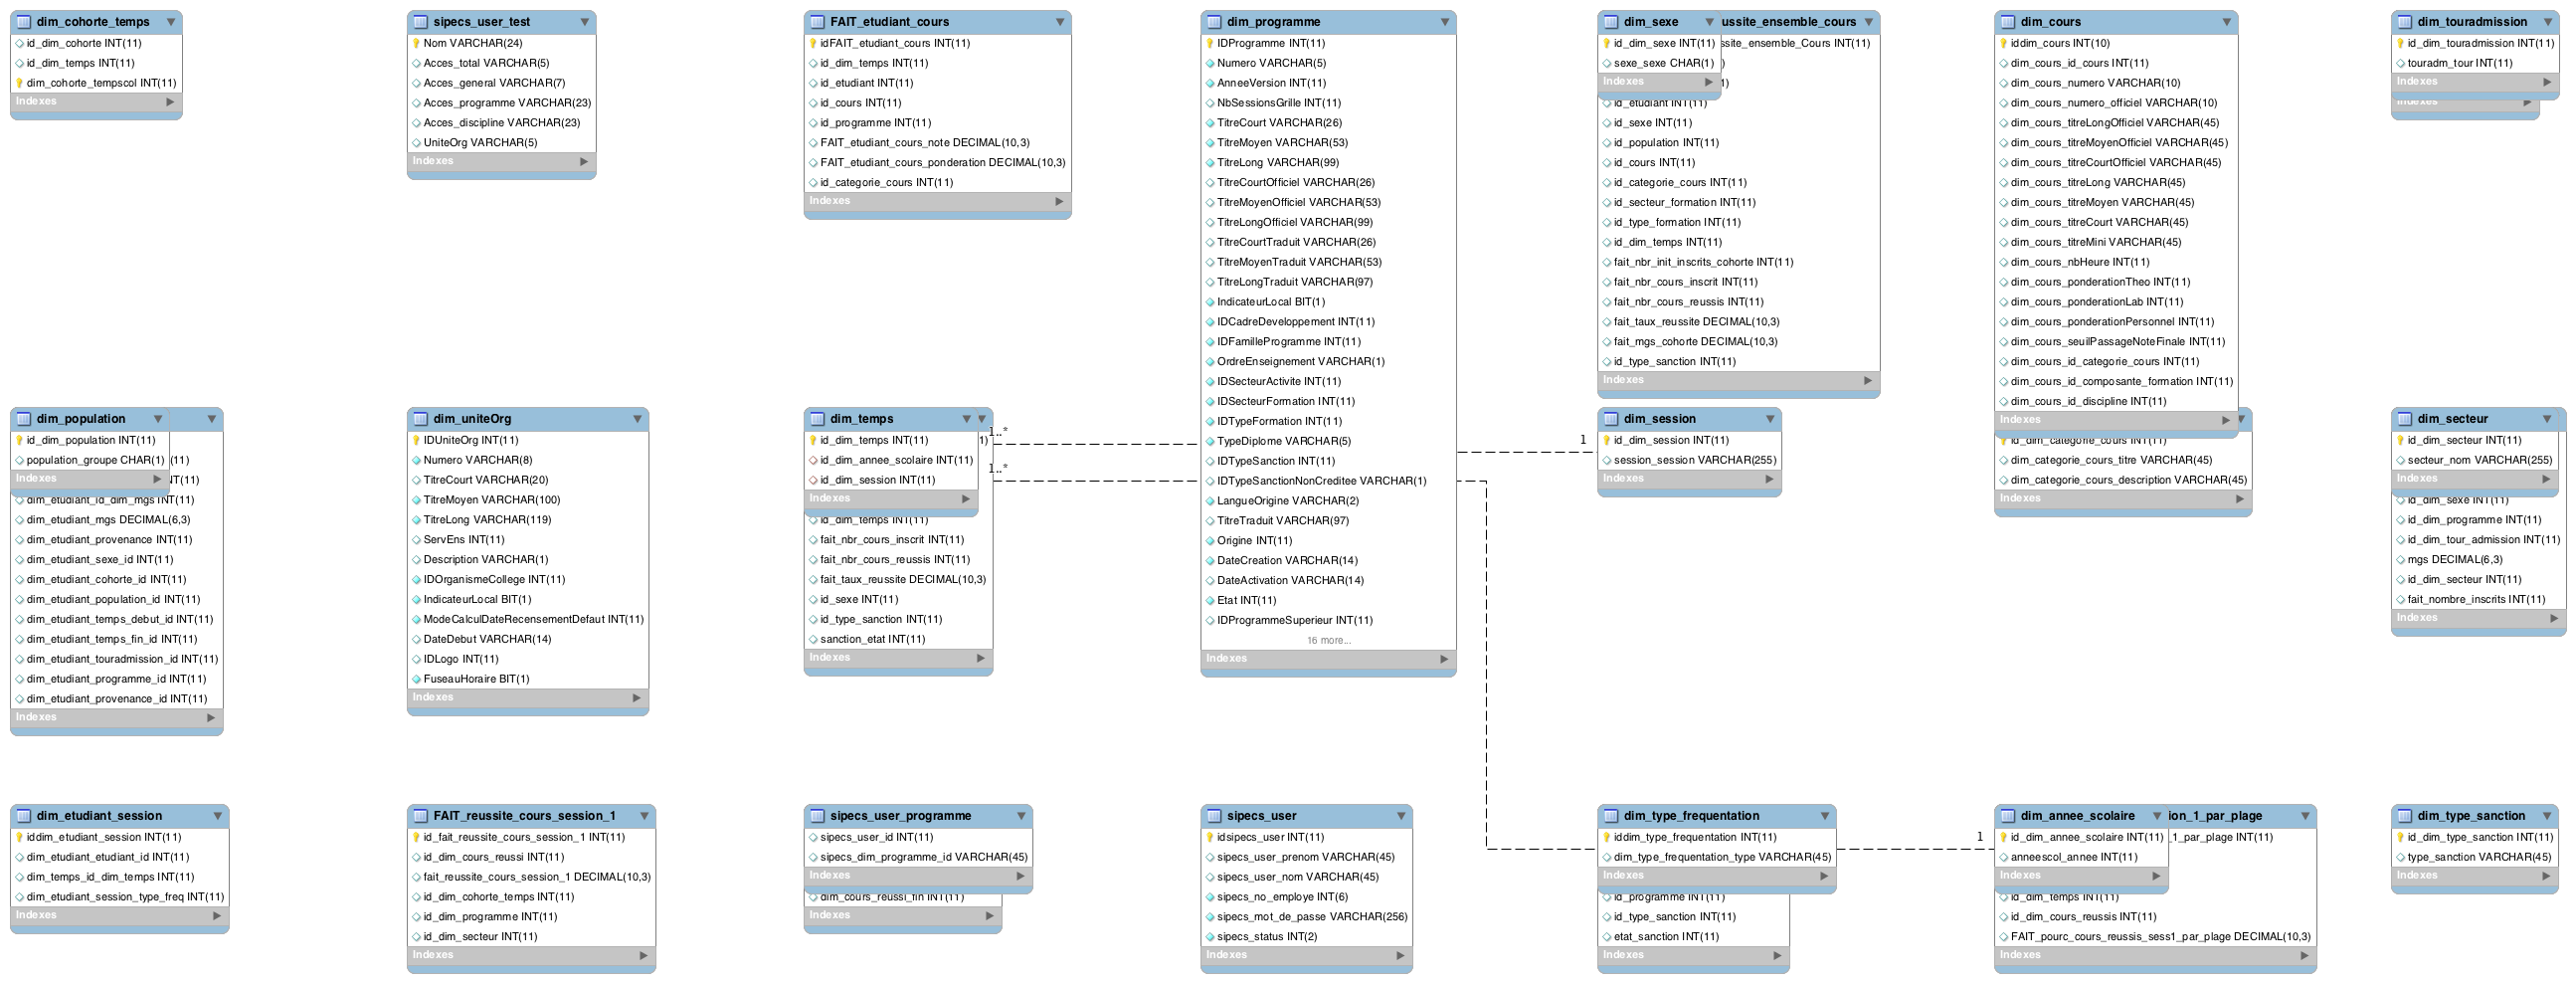 dim_cohorte_temps
id_dim_cohorte INT(11)
id_dim_temps INT(11)
dim_cohorte_tempscol INT(11)
Indexes
sipecs_user_test
Nom VARCHAR(24)
Acces_total VARCHAR(5)
Acces_general VARCHAR(7)
Acces_programme VARCHAR(23)
Acces_discipline VARCHAR(23)
UniteOrg VARCHAR(5)
Indexes
FAIT_etudiant_cours
idFAIT_etudiant_cours INT(11)
id_dim_temps INT(11)
id_etudiant INT(11)
id_cours INT(11)
id_programme INT(11)
FAIT_etudiant_cours_note DECIMAL(10,3)
FAIT_etudiant_cours_ponderation DECIMAL(10,3)
id_categorie_cours INT(11)
Indexes
dim_programme
IDProgramme INT(11)
Numero VARCHAR(5)
AnneeVersion INT(11)
NbSessionsGrille INT(11)
TitreCourt VARCHAR(26)
TitreMoyen VARCHAR(53)
TitreLong VARCHAR(99)
TitreCourtOfficiel VARCHAR(26)
TitreMoyenOfficiel VARCHAR(53)
TitreLongOfficiel VARCHAR(99)
TitreCourtTraduit VARCHAR(26)
TitreMoyenTraduit VARCHAR(53)
TitreLongTraduit VARCHAR(97)
IndicateurLocal BIT(1)
IDCadreDeveloppement INT(11)
IDFamilleProgramme INT(11)
OrdreEnseignement VARCHAR(1)
IDSecteurActivite INT(11)
IDSecteurFormation INT(11)
IDTypeFormation INT(11)
TypeDiplome VARCHAR(5)
IDTypeSanction INT(11)
IDTypeSanctionNonCreditee VARCHAR(1)
LangueOrigine VARCHAR(2)
TitreTraduit VARCHAR(97)
Origine INT(11)
DateCreation VARCHAR(14)
DateActivation VARCHAR(14)
Etat INT(11)
IDProgrammeSuperieur INT(11)
16 more...
Indexes
dim_sexe
id_dim_sexe INT(11)
sexe_sexe CHAR(1)
Indexes
ussite_ensemble_cours
ssite_ensemble_Cours INT(11)
)
1)
id_etudiant INT(11)
id_sexe INT(11)
id_population INT(11)
id_cours INT(11)
id_categorie_cours INT(11)
id_secteur_formation INT(11)
id_type_formation INT(11)
id_dim_temps INT(11)
fait_nbr_init_inscrits_cohorte INT(11)
fait_nbr_cours_inscrit INT(11)
fait_nbr_cours_reussis INT(11)
fait_taux_reussite DECIMAL(10,3)
fait_mgs_cohorte DECIMAL(10,3)
id_type_sanction INT(11)
Indexes
dim_cours
iddim_cours INT(10)
dim_cours_id_cours INT(11)
dim_cours_numero VARCHAR(10)
dim_cours_numero_officiel VARCHAR(10)
dim_cours_titreLongOfficiel VARCHAR(45)
dim_cours_titreMoyenOfficiel VARCHAR(45)
dim_cours_titreCourtOfficiel VARCHAR(45)
dim_cours_titreLong VARCHAR(45)
dim_cours_titreMoyen VARCHAR(45)
dim_cours_titreCourt VARCHAR(45)
dim_cours_titreMini VARCHAR(45)
dim_cours_nbHeure INT(11)
dim_cours_ponderationTheo INT(11)
dim_cours_ponderationLab INT(11)
dim_cours_ponderationPersonnel INT(11)
dim_cours_seuilPassageNoteFinale INT(11)
dim_cours_id_categorie_cours INT(11)
dim_cours_id_composante_formation INT(11)
dim_cours_id_discipline INT(11)
Indexes
dim_touradmission
id_dim_touradmission INT(11)
touradm_tour INT(11)
Indexes
Indexes
dim_population
id_dim_population INT(11)
population_groupe CHAR(1)
Indexes
(11)
INT(11)
dim_etudiant_id_dim_mgs INT(11)
dim_etudiant_mgs DECIMAL(6,3)
dim_etudiant_provenance INT(11)
dim_etudiant_sexe_id INT(11)
dim_etudiant_cohorte_id INT(11)
dim_etudiant_population_id INT(11)
dim_etudiant_temps_debut_id INT(11)
dim_etudiant_temps_fin_id INT(11)
dim_etudiant_touradmission_id INT(11)
dim_etudiant_programme_id INT(11)
dim_etudiant_provenance_id INT(11)
Indexes
dim_uniteOrg
IDUniteOrg INT(11)
Numero VARCHAR(8)
TitreCourt VARCHAR(20)
TitreMoyen VARCHAR(100)
TitreLong VARCHAR(119)
ServEns INT(11)
Description VARCHAR(1)
IDOrganismeCollege INT(11)
IndicateurLocal BIT(1)
ModeCalculDateRecensementDefaut INT(11)
DateDebut VARCHAR(14)
IDLogo INT(11)
FuseauHoraire BIT(1)
Indexes
dim_temps
id_dim_temps INT(11)
id_dim_annee_scolaire INT(11)
id_dim_session INT(11)
Indexes
1)
id_dim_temps INT(11)
fait_nbr_cours_inscrit INT(11)
fait_nbr_cours_reussis INT(11)
fait_taux_reussite DECIMAL(10,3)
id_sexe INT(11)
id_type_sanction INT(11)
sanction_etat INT(11)
Indexes
1..*
1..*
1
dim_session
id_dim_session INT(11)
session_session VARCHAR(255)
Indexes
id_dim_categorie_cours INT(11)
dim_categorie_cours_titre VARCHAR(45)
dim_categorie_cours_description VARCHAR(45)
Indexes
dim_secteur
id_dim_secteur INT(11)
secteur_nom VARCHAR(255)
Indexes
id_dim_sexe INT(11)
id_dim_programme INT(11)
id_dim_tour_admission INT(11)
mgs DECIMAL(6,3)
id_dim_secteur INT(11)
fait_nombre_inscrits INT(11)
Indexes
dim_etudiant_session
iddim_etudiant_session INT(11)
dim_etudiant_etudiant_id INT(11)
dim_temps_id_dim_temps INT(11)
dim_etudiant_session_type_freq INT(11)
Indexes
FAIT_reussite_cours_session_1
id_fait_reussite_cours_session_1 INT(11)
id_dim_cours_reussi INT(11)
fait_reussite_cours_session_1 DECIMAL(10,3)
id_dim_cohorte_temps INT(11)
id_dim_programme INT(11)
id_dim_secteur INT(11)
Indexes
sipecs_user_programme
sipecs_user_id INT(11)
sipecs_dim_programme_id VARCHAR(45)
Indexes
dim_cours_reussi_fin INT(11)
Indexes
sipecs_user
idsipecs_user INT(11)
sipecs_user_prenom VARCHAR(45)
sipecs_user_nom VARCHAR(45)
sipecs_no_employe INT(6)
sipecs_mot_de_passe VARCHAR(256)
sipecs_status INT(2)
Indexes
dim_type_frequentation
iddim_type_frequentation INT(11)
dim_type_frequentation_type VARCHAR(45)
Indexes
id_programme INT(11)
id_type_sanction INT(11)
etat_sanction INT(11)
Indexes
1
dim_annee_scolaire
id_dim_annee_scolaire INT(11)
anneescol_annee INT(11)
Indexes
ion_1_par_plage
_1_par_plage INT(11)
id_dim_temps INT(11)
id_dim_cours_reussis INT(11)
FAIT_pourc_cours_reussis_sess1_par_plage DECIMAL(10,3)
Indexes
dim_type_sanction
id_dim_type_sanction INT(11)
type_sanction VARCHAR(45)
Indexes